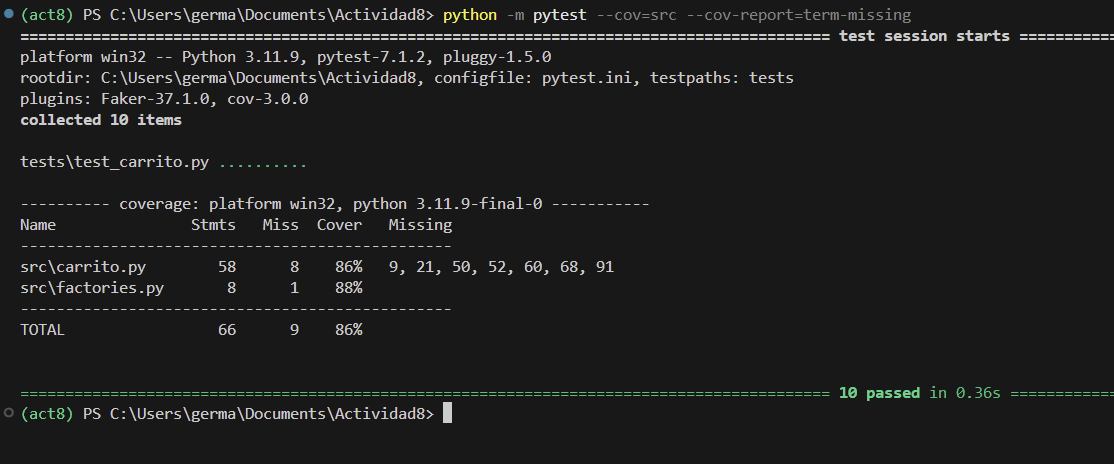 (act8) PS C:\Users\germa\Documents\Actividad8> python -m pytest --cov=src --cov-report=term-missing
========================================================================================== test session starts ===========
platform win32 -- Python 3.11.9, pytest-7.1.2, pluggy-1.5.0
rootdir: C:\Users\germa\Documents\Actividad8, configfile: pytest.ini, testpaths: tests
plugins: Faker-37.1.0, cov-3.0.0
collected 10 items
tests\test_carrito.py ..........
---------- coverage: platform win32, python 3.11.9-final-0 -----------
Name               Stmts   Miss  Cover   Missing
------------------------------------------------
src\carrito.py        58      8    86%   9, 21, 50, 52, 60, 68, 91
src\factories.py       8      1    88%
------------------------------------------------
TOTAL                 66      9    86%
========================================================================================== 10 passed in 0.36s ============
(act8) PS C:\Users\germa\Documents\Actividad8>